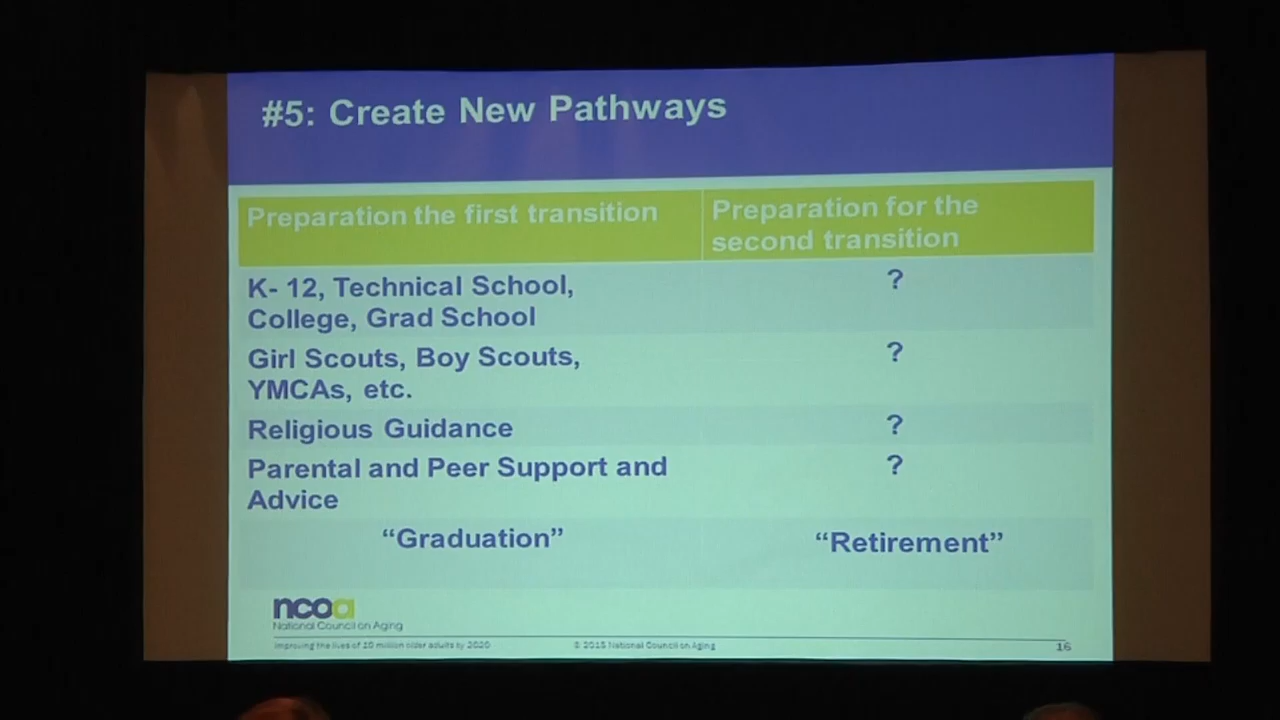 #5: Create New Pathways
Preparation the first transition
Preparation for the
second transition
K- 12, Technical School,
College, Grad School
?
Girl Scouts, Boy Scouts,
YMCAs, etc.
?
Religious Guidance
?
Parental and Peer Support and
Advice
?
“Graduation”
“Retirement”
ncoa
National Council on Aging
Improving the lives of 10 million older adults by 2020
© 2015 National Council on Aging
16